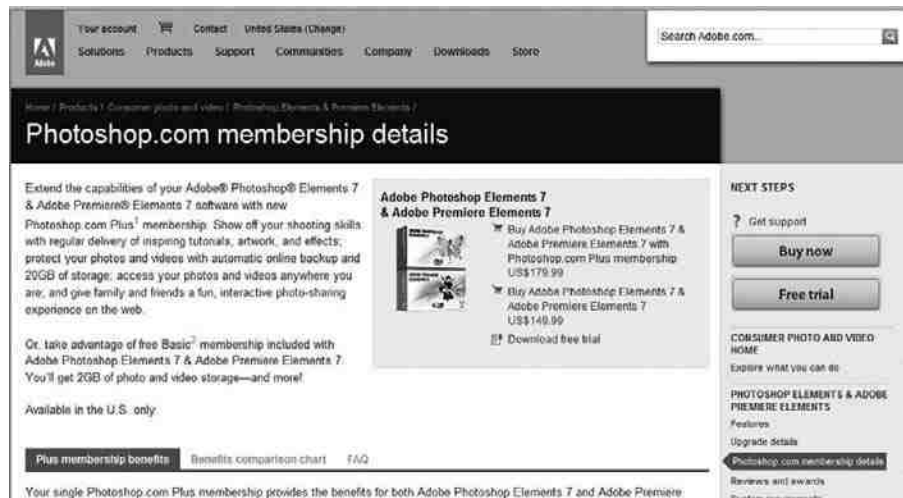 Your account Contact United States (Change)
Solutions Products Support Communities Company Downloads Store
Search Adobe.com...
Adobe
Home / Products / Consumer photo and video / Photoshop Elements & Premiere Elements /
Photoshop.com membership details
Extend the capabilities of your Adobe® Photoshop® Elements 7
& Adobe Premiere® Elements 7 software with new
Photoshop.com Plus¹ membership. Show off your shooting skills
with regular delivery of inspiring tutorials, artwork, and effects;
protect your photos and videos with automatic online backup and
20GB of storage; access your photos and videos anywhere you
are; and give family and friends a fun, interactive photo-sharing
experience on the web.
Or, take advantage of free Basic² membership included with
Adobe Photoshop Elements 7 & Adobe Premiere Elements 7.
You'll get 2GB of photo and video storage—and more!
Available in the U.S. only.
Adobe Photoshop Elements 7
& Adobe Premiere Elements 7
Buy Adobe Photoshop Elements 7 &
Adobe Premiere Elements 7 with
Photoshop.com Plus membership
US$179.99
Buy Adobe Photoshop Elements 7 &
Adobe Premiere Elements 7
US$149.99
Download free trial
NEXT STEPS
? Get support
Buy now
Free trial
CONSUMER PHOTO AND VIDEO
HOME
Explore what you can do
PHOTOSHOP ELEMENTS & ADOBE
PREMIERE ELEMENTS
Features
Upgrade details
Photoshop.com membership details
Reviews and awards
Plus membership benefits Benefits comparison chart FAQ
Your single Photoshop.com Plus membership provides the benefits for both Adobe Photoshop Elements 7 and Adobe Premiere